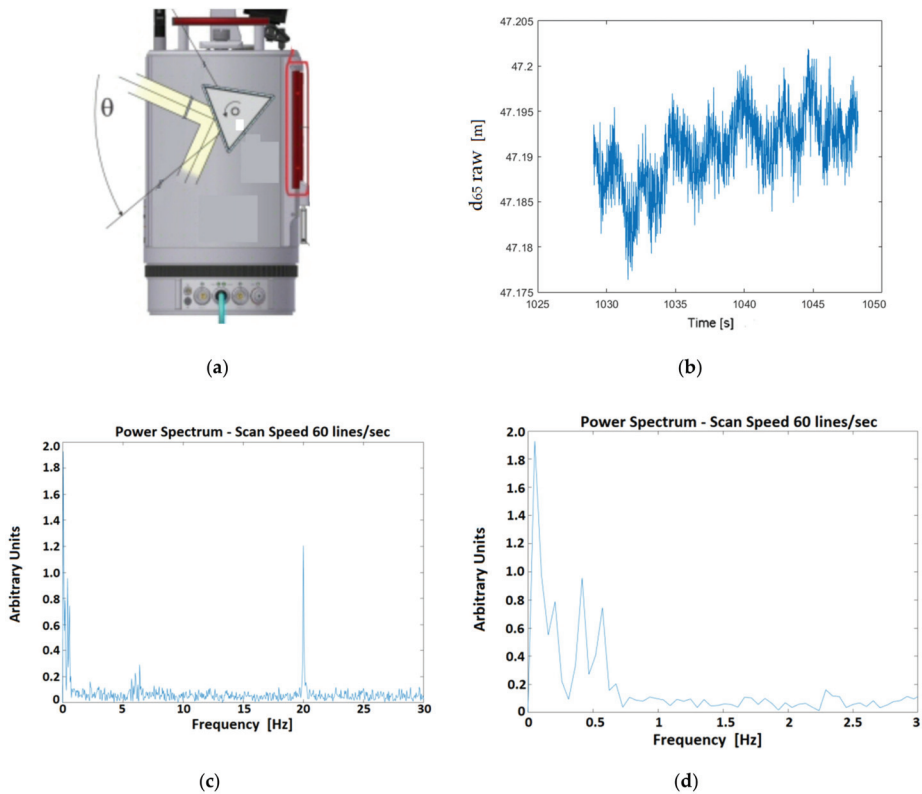 θ
(a)
47.205
47.2
47.195
47.19
47.185
47.18
47.175
d65 raw [m]
1025 1030 1035 1040 1045 1050
Time [s]
(b)
Power Spectrum - Scan Speed 60 lines/sec
2.0
1.8
1.6
1.4
1.2
1.0
0.8
0.6
0.4
0.2
0
Arbitrary Units
0 5 10 15 20 25 30
Frequency [Hz]
(c)
Power Spectrum - Scan Speed 60 lines/sec
2.0
1.8
1.6
1.4
1.2
1.0
0.8
0.6
0.4
0.2
0
Arbitrary Units
0 0.5 1 1.5 2 2.5 3
Frequency [Hz]
(d)